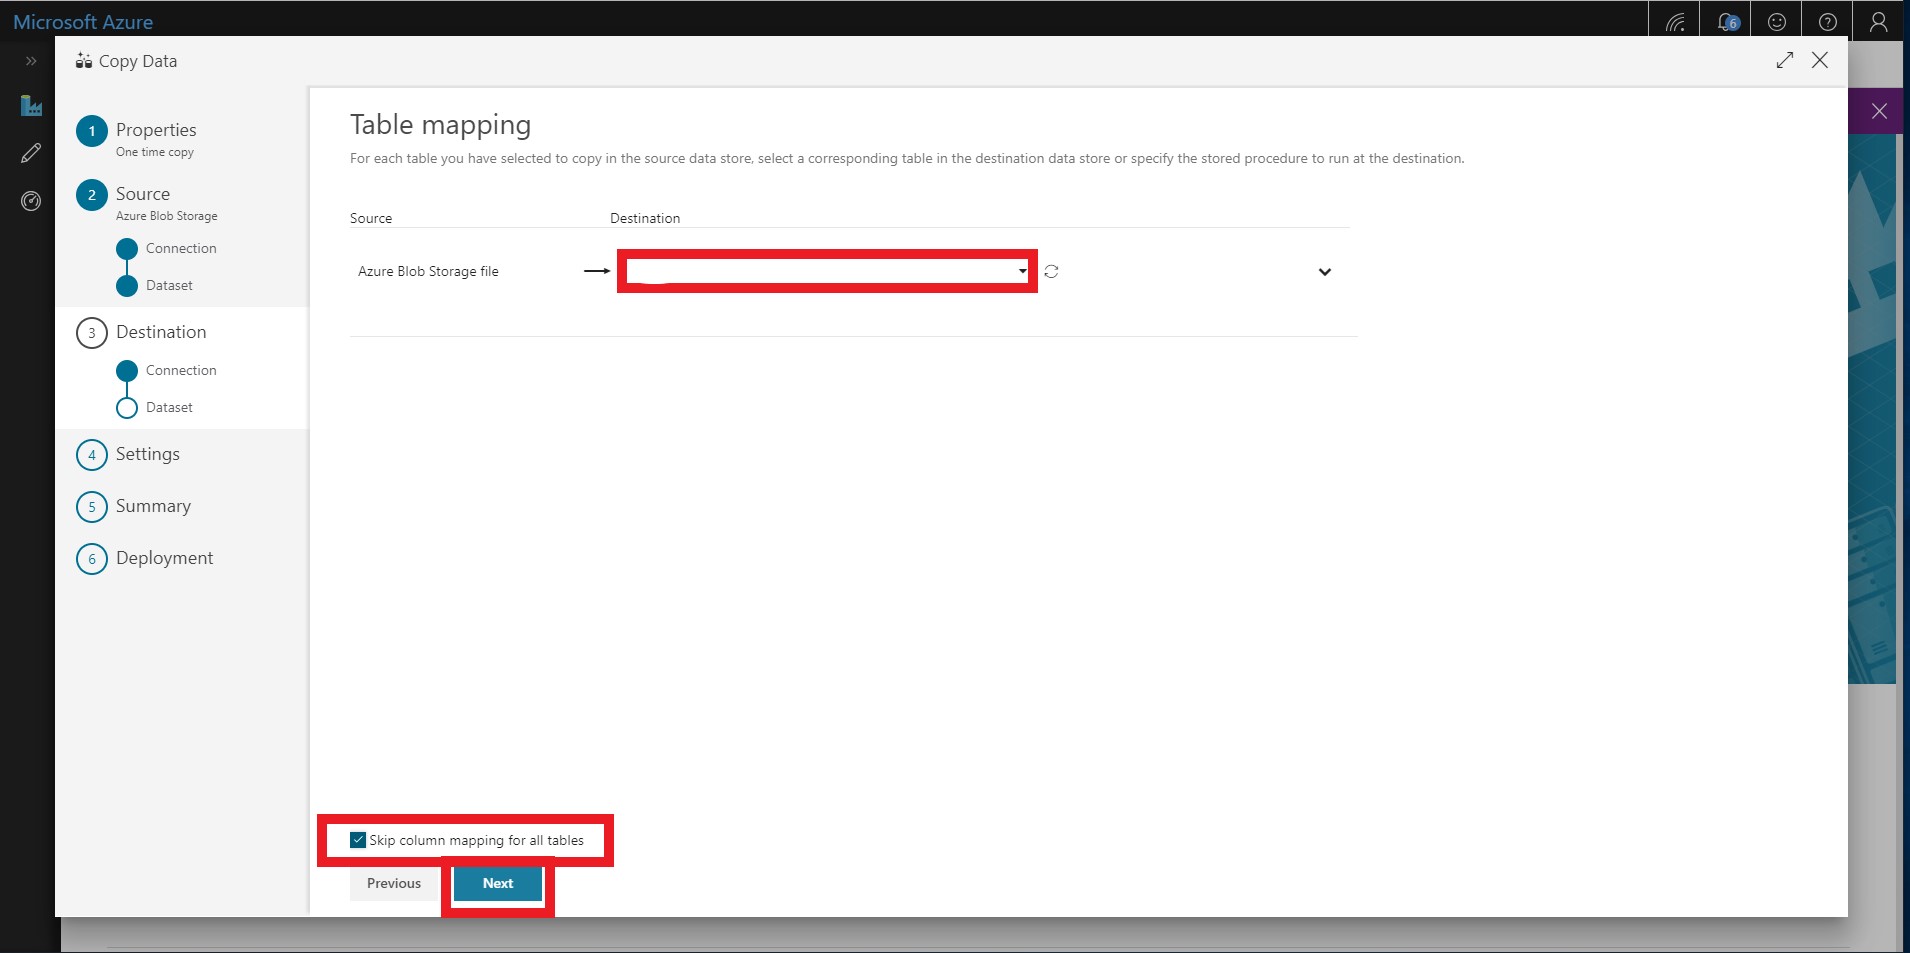 Microsoft Azure
6
Copy Data
1 Properties
One time copy
2 Source
Azure Blob Storage
Connection
Dataset
3 Destination
Connection
Dataset
4 Settings
5 Summary
6 Deployment
Table mapping
For each table you have selected to copy in the source data store, select a corresponding table in the destination data store or specify the stored procedure to run at the destination.
Source Destination
Azure Blob Storage file
Skip column mapping for all tables
Previous Next